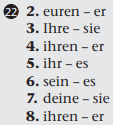 22 2. euren – er
3. Ihre – sie
4. ihren – er
5. ihr – es
6. sein – es
7. deine – sie
8. ihren – er